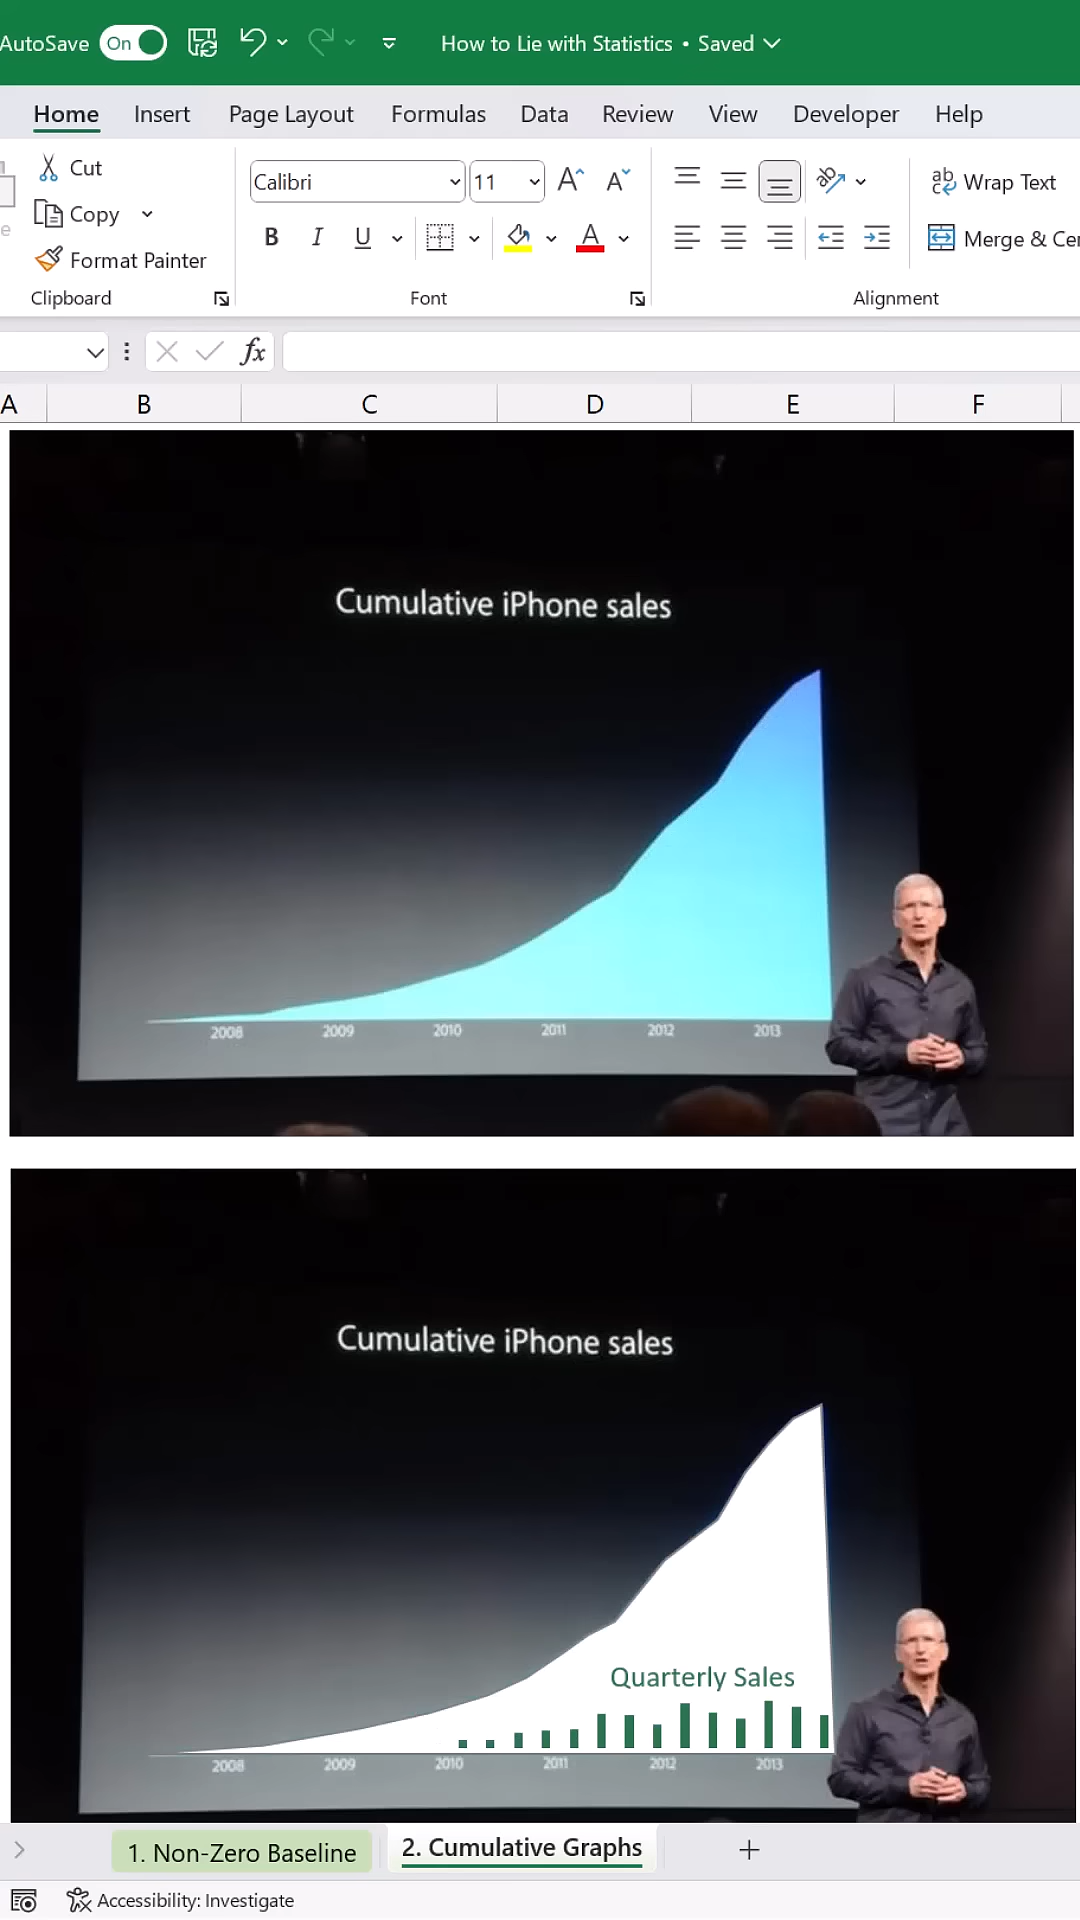 AutoSave On How to Lie with Statistics • Saved
Home Insert Page Layout Formulas Data Review View Developer Help
Cut
Copy
Format Painter
Clipboard
Calibri 11
B I U A
Font
Wrap Text
Merge & Cen
Alignment
fx
A B C D E F
Cumulative iPhone sales
2008 2009 2010 2011 2012 2013
Cumulative iPhone sales
Quarterly Sales
2008 2009 2010 2011 2012 2013
1. Non-Zero Baseline 2. Cumulative Graphs
Accessibility: Investigate